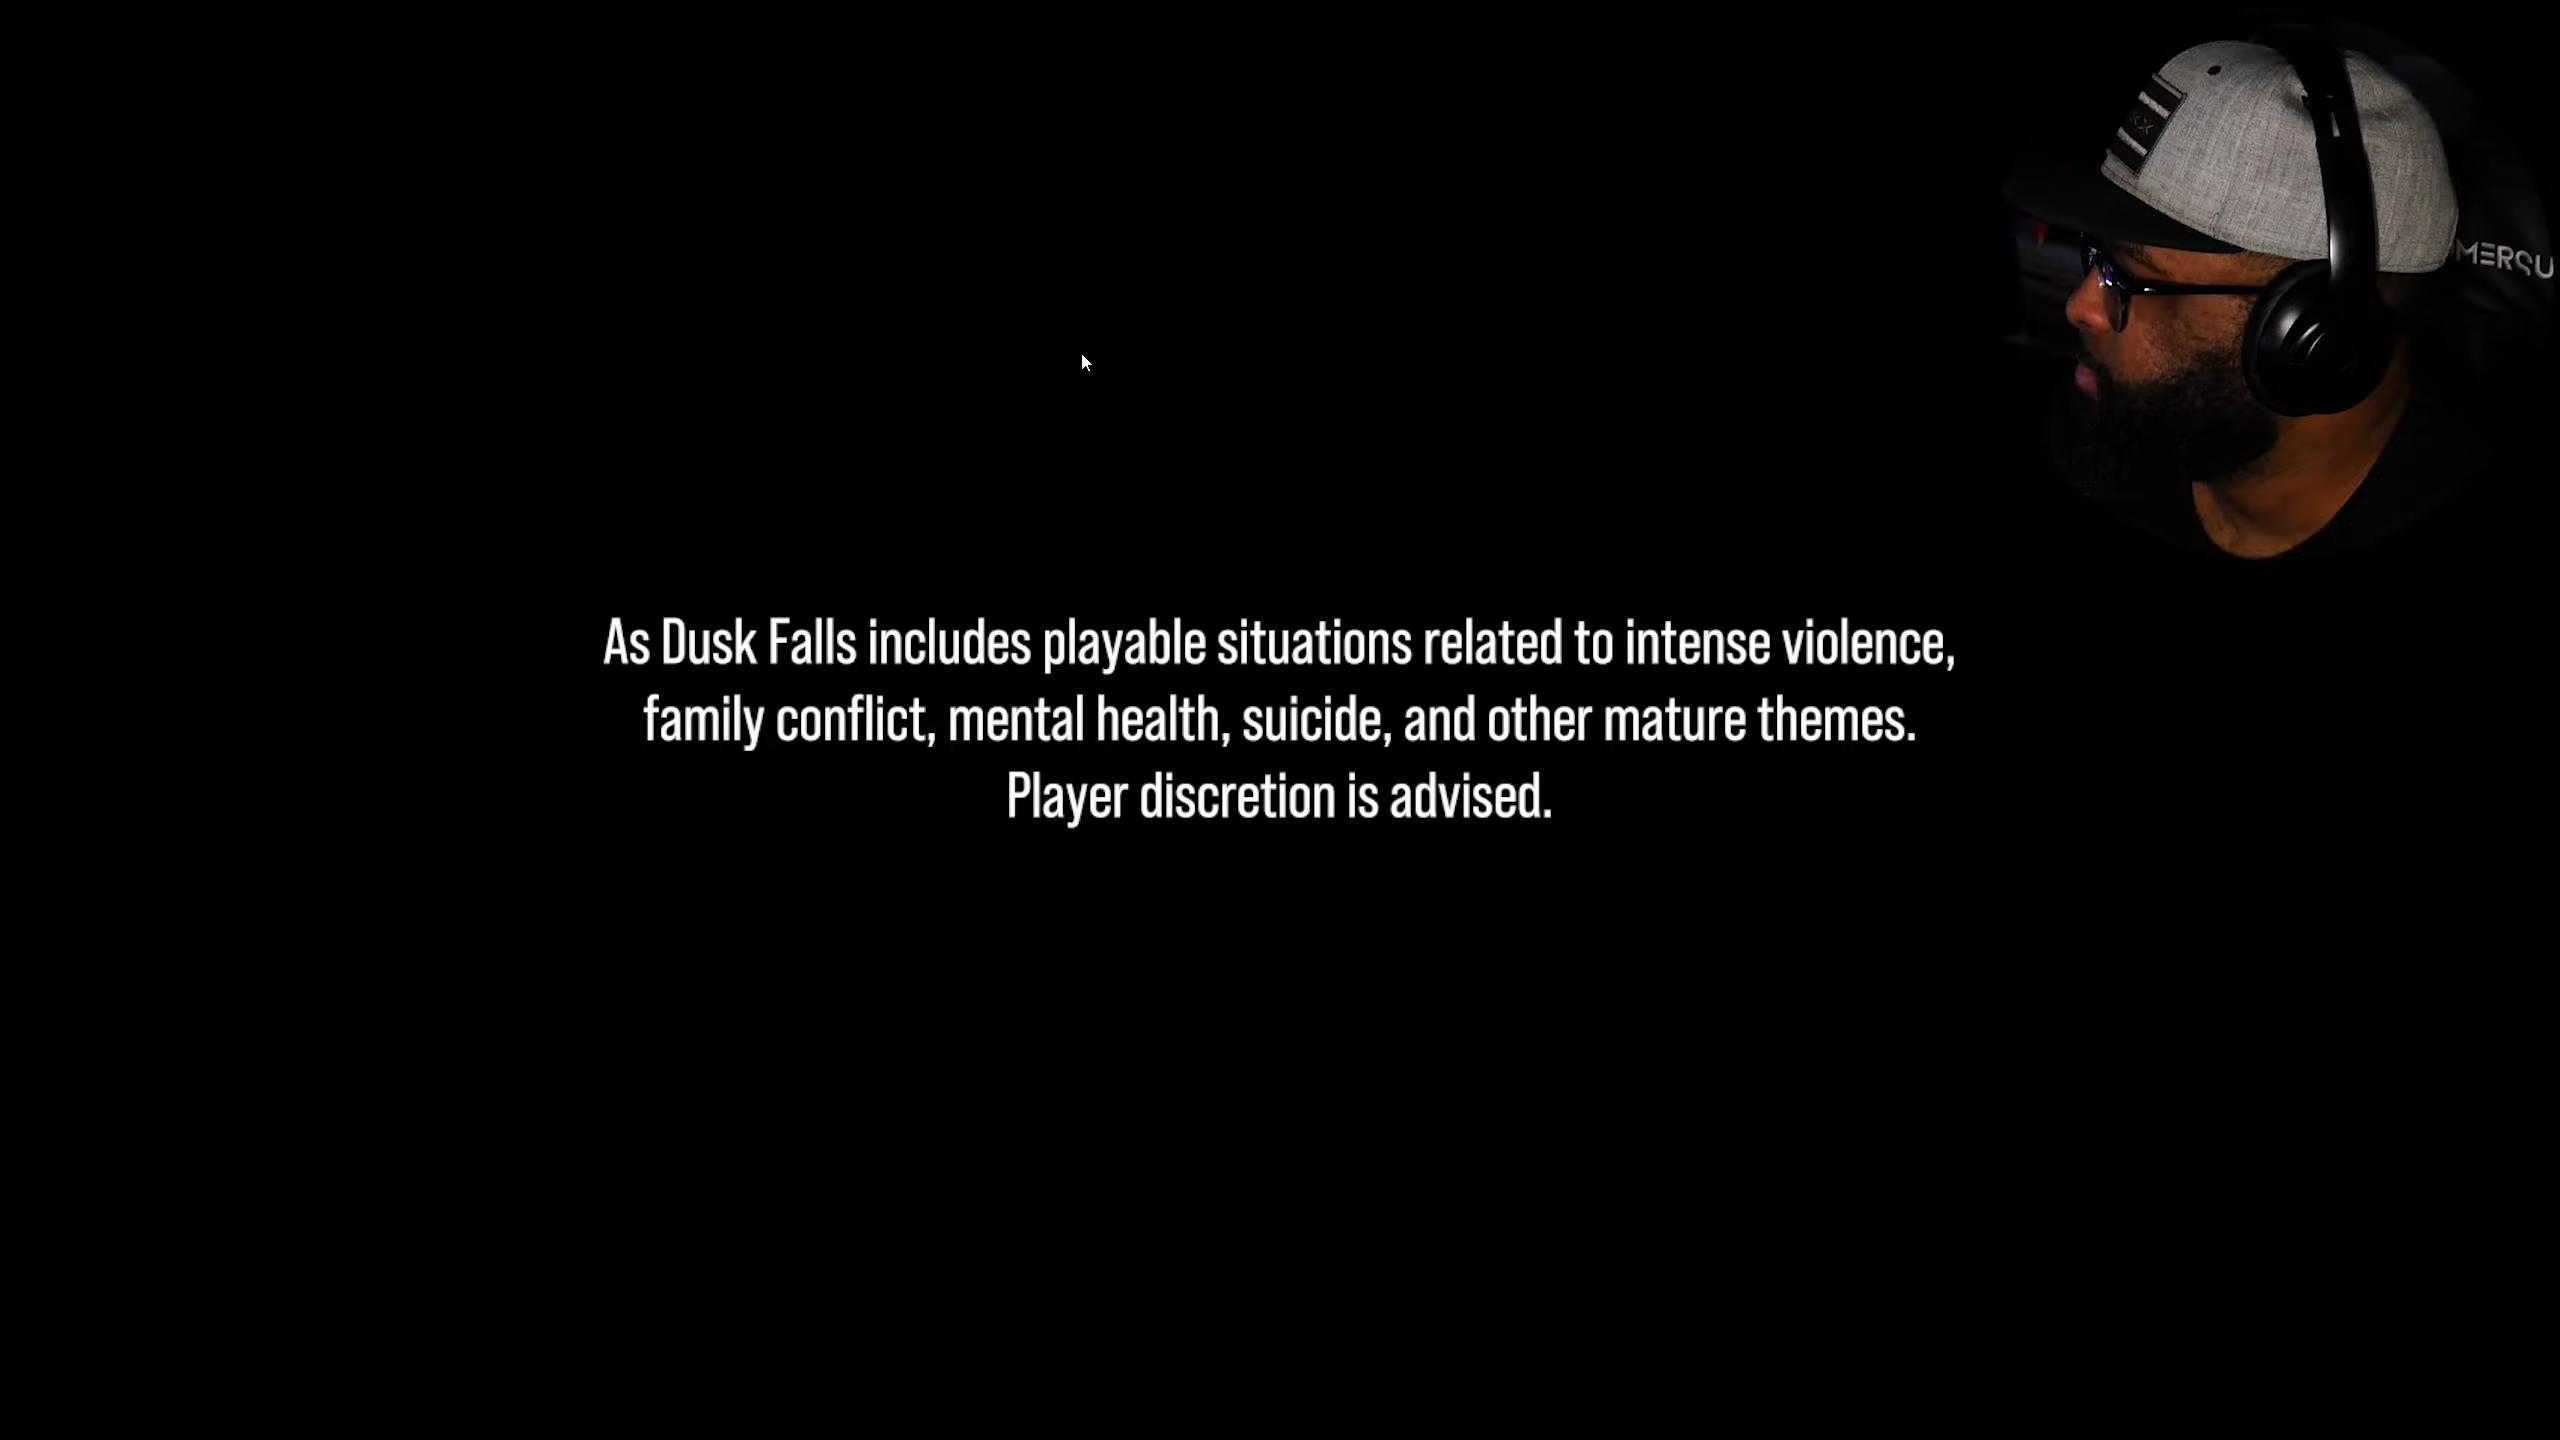 As Dusk Falls includes playable situations related to intense violence,
family conflict, mental health, suicide, and other mature themes.
Player discretion is advised.